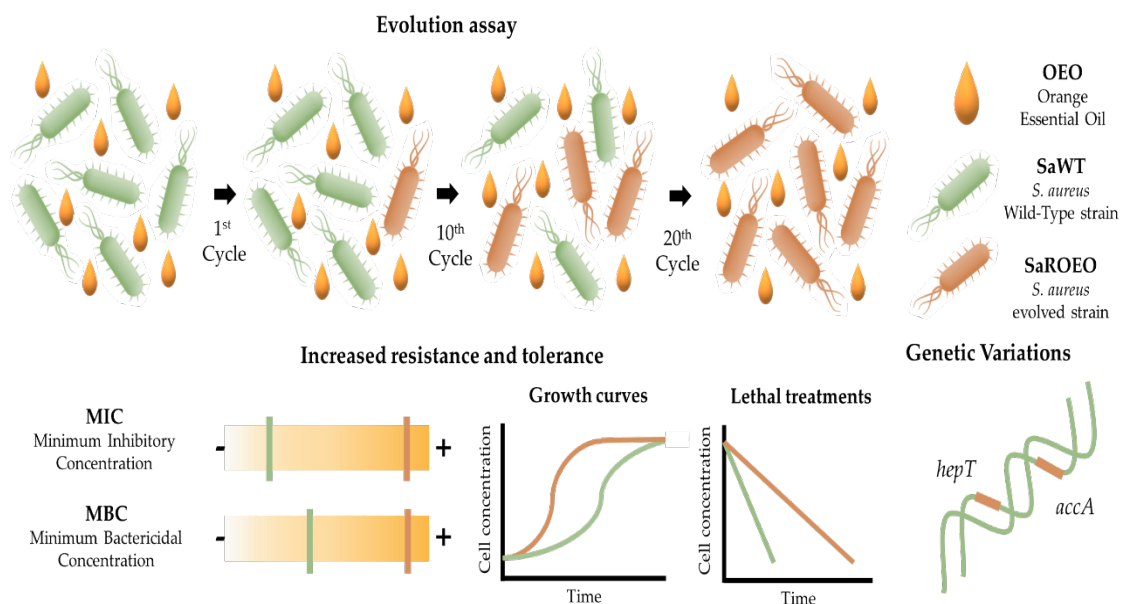 Evolution assay
1st
Cycle
10th
Cycle
20th
Cycle
OEO
Orange
Essential Oil
SaWT
S. aureus
Wild-Type strain
SaROEO
S. aureus
evolved strain
Increased resistance and tolerance
MIC
Minimum Inhibitory
Concentration
-
+
MBC
Minimum Bactericidal
Concentration
-
+
Growth curves
Cell concentration
Time
Lethal treatments
Cell concentration
Time
Genetic Variations
hepT
accA